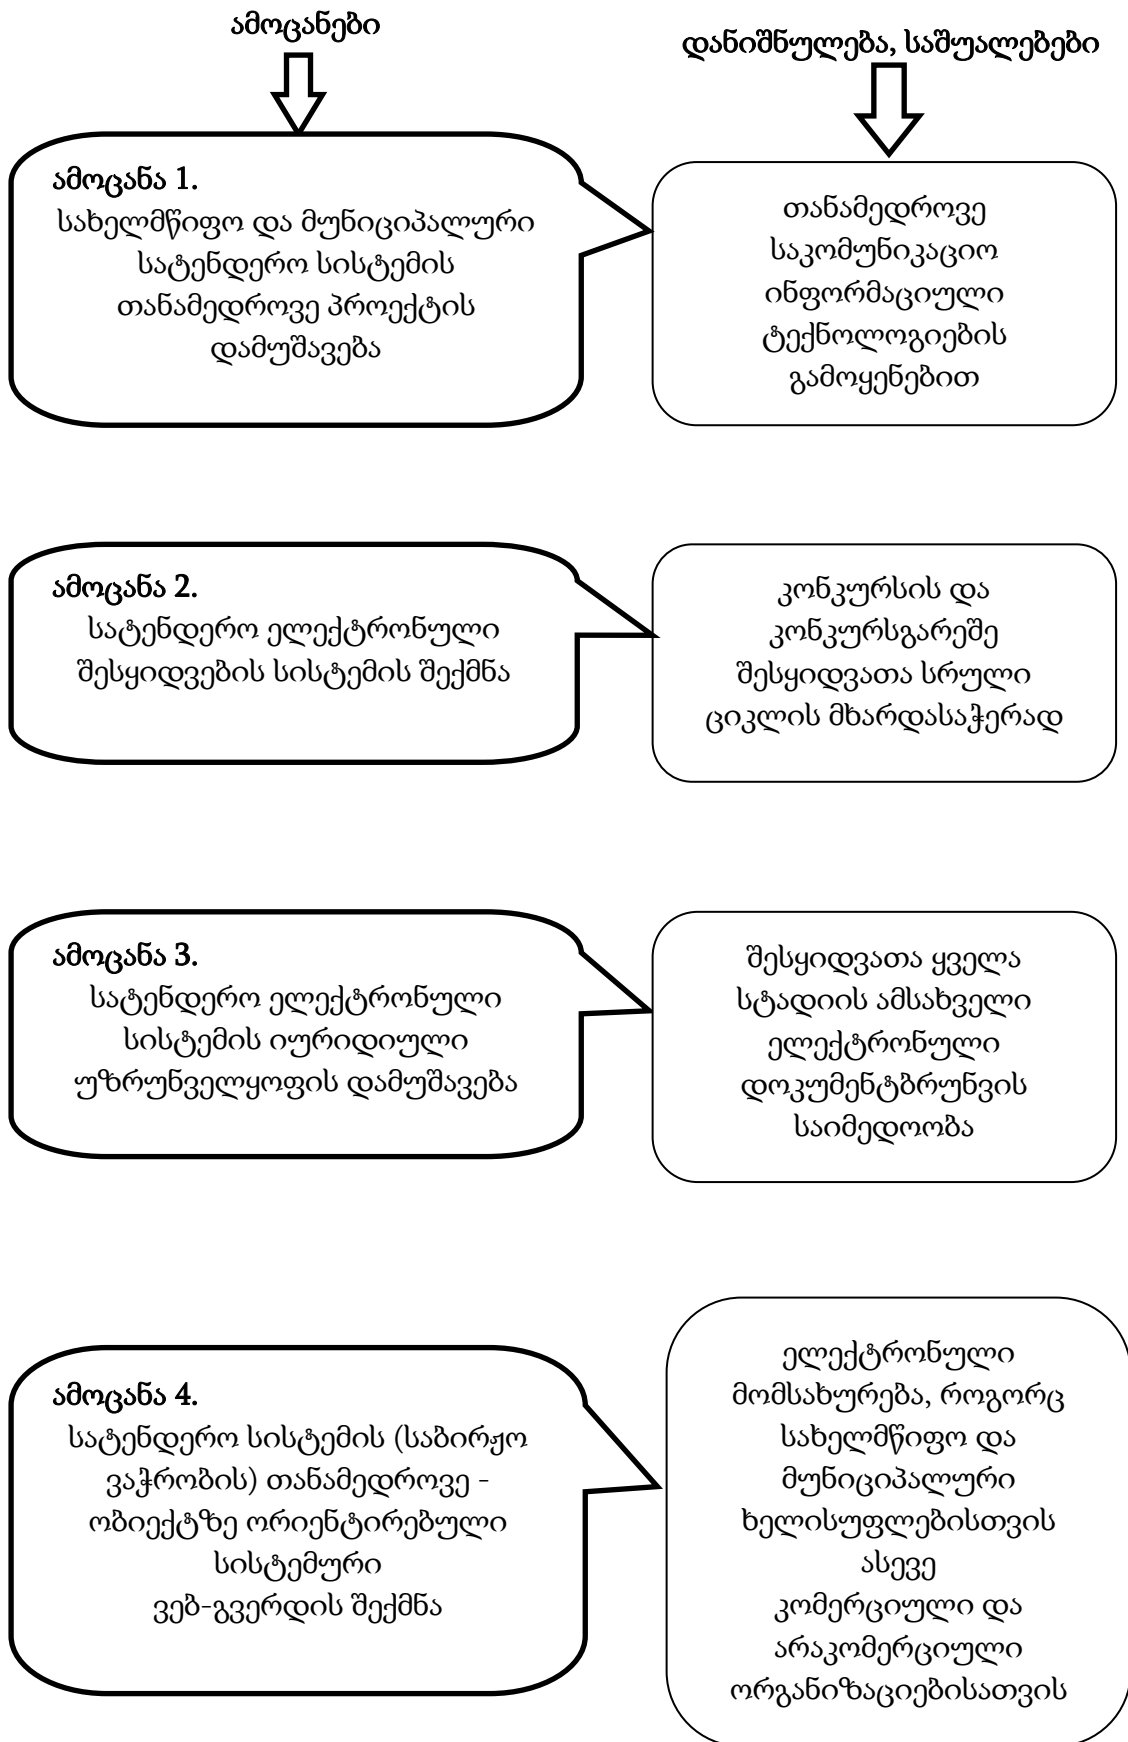 ამოცანები
დანიშნულება, საშუალებები
ამოცანა 1.
სახელმწიფო და მუნიციპალური
სატენდერო სისტემის
თანამედროვე პროექტის
დამუშავება
თანამედროვე
საკომუნიკაციო
ინფორმაციული
ტექნოლოგიების
გამოყენებით
ამოცანა 2.
სატენდერო ელექტრონული
შესყიდვების სისტემის შექმნა
კონკურსის და
კონკურსგარეშე
შესყიდვათა სრული
ციკლის მხარდასაჭერად
ამოცანა 3.
სატენდერო ელექტრონული
სისტემის იურიდიული
უზრუნველყოფის დამუშავება
შესყიდვათა ყველა
სტადიის ამსახველი
ელექტრონული
დოკუმენტბრუნვის
საიმედოობა
ამოცანა 4.
სატენდერო სისტემის (საბირჟო
ვაჭრობის) თანამედროვე -
ობიექტზე ორიენტირებული
სისტემური
ვებ-გვერდის შექმნა
ელექტრონული
მომსახურება, როგორც
სახელმწიფო და
მუნიციპალური
ხელისუფლებისთვის
ასევე
კომერციული და
არაკომერციული
ორგანიზაციებისათვის